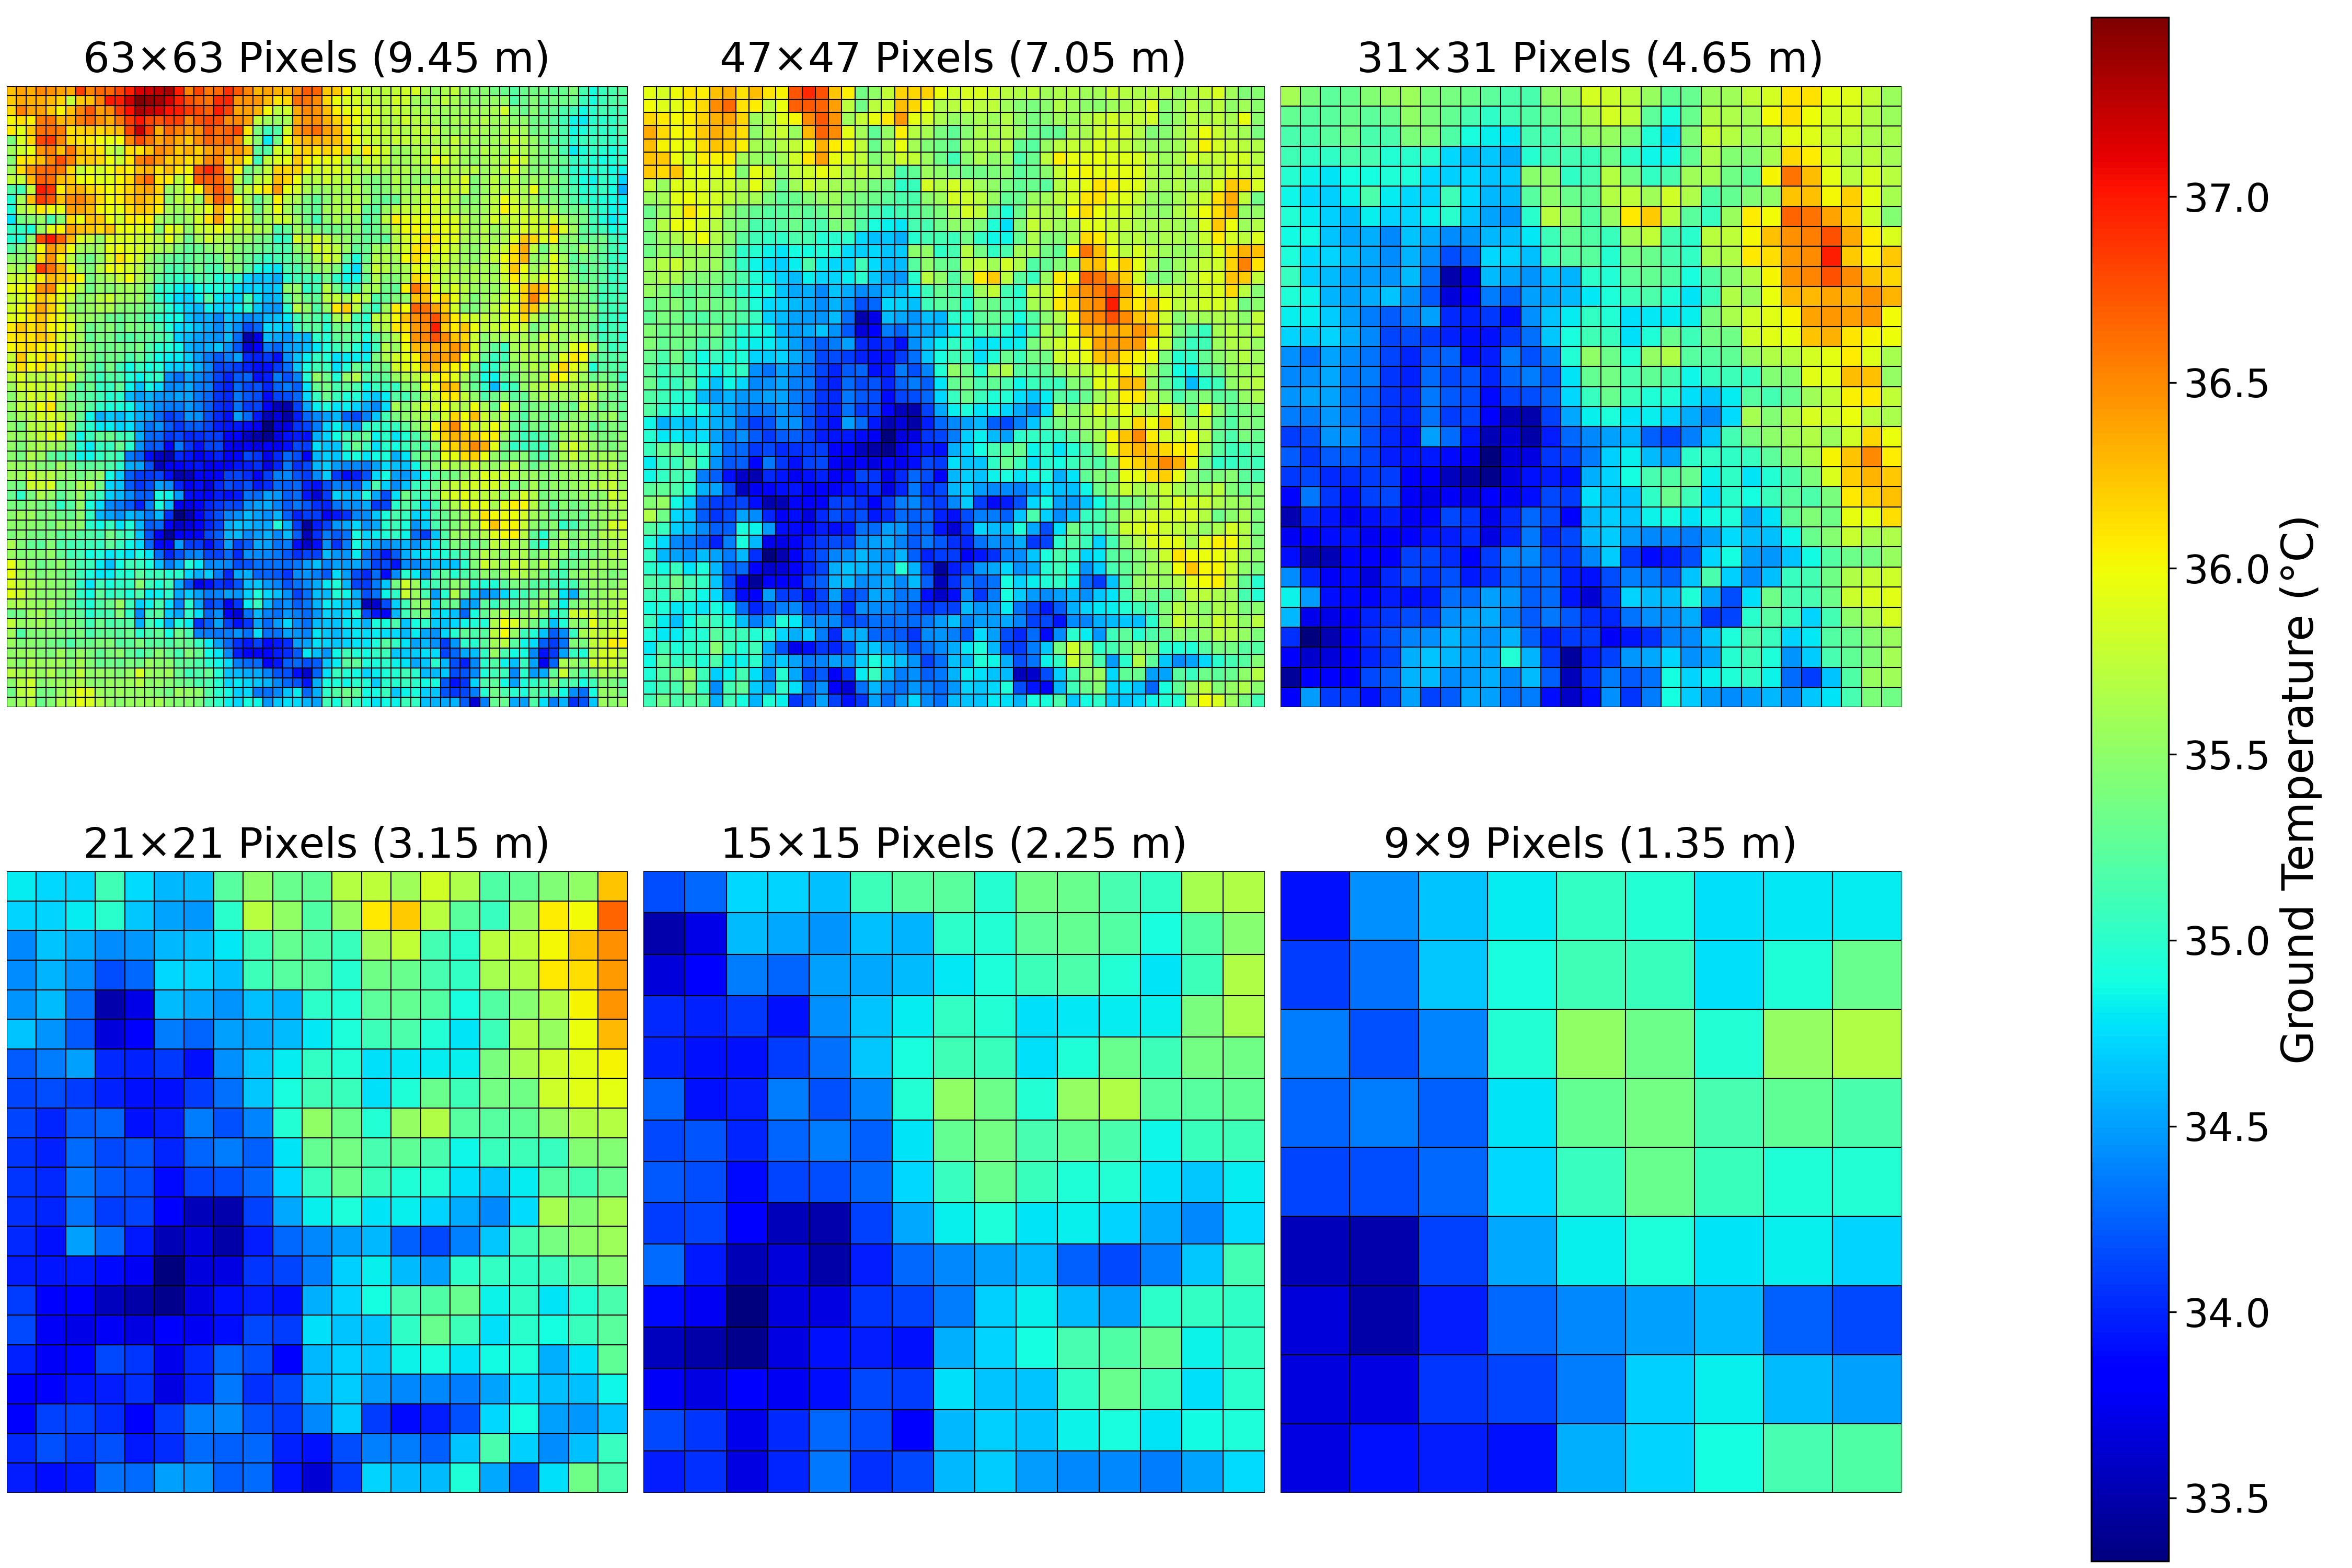 63×63 Pixels (9.45 m)
47×47 Pixels (7.05 m)
31×31 Pixels (4.65 m)
21×21 Pixels (3.15 m)
15×15 Pixels (2.25 m)
9×9 Pixels (1.35 m)
37.0
36.5
36.0
35.5
35.0
34.5
34.0
33.5
Ground Temperature (°C)